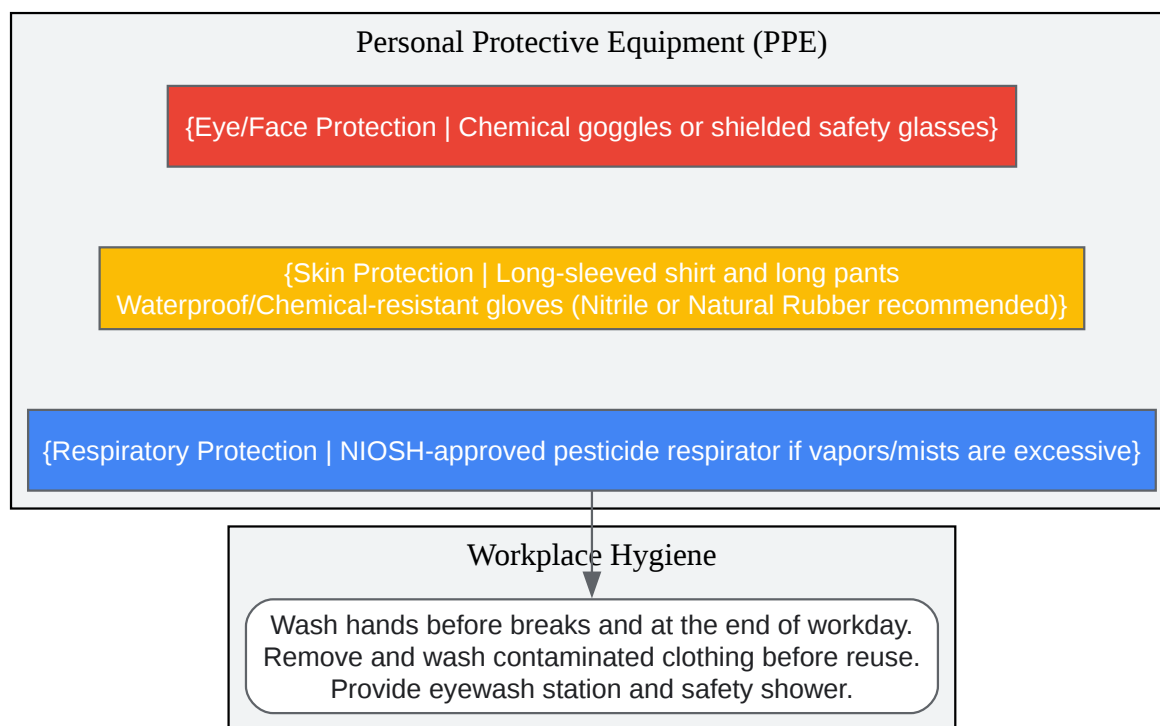 Personal Protective Equipment (PPE)
{Eye/Face Protection | Chemical goggles or shielded safety glasses}
{Skin Protection | Long-sleeved shirt and long pants
Waterproof/Chemical-resistant gloves (Nitrile or Natural Rubber recommended)}
{Respiratory Protection | NIOSH-approved pesticide respirator if vapors/mists are excessive}
Workplace Hygiene
Wash hands before breaks and at the end of workday.
Remove and wash contaminated clothing before reuse.
Provide eyewash station and safety shower.